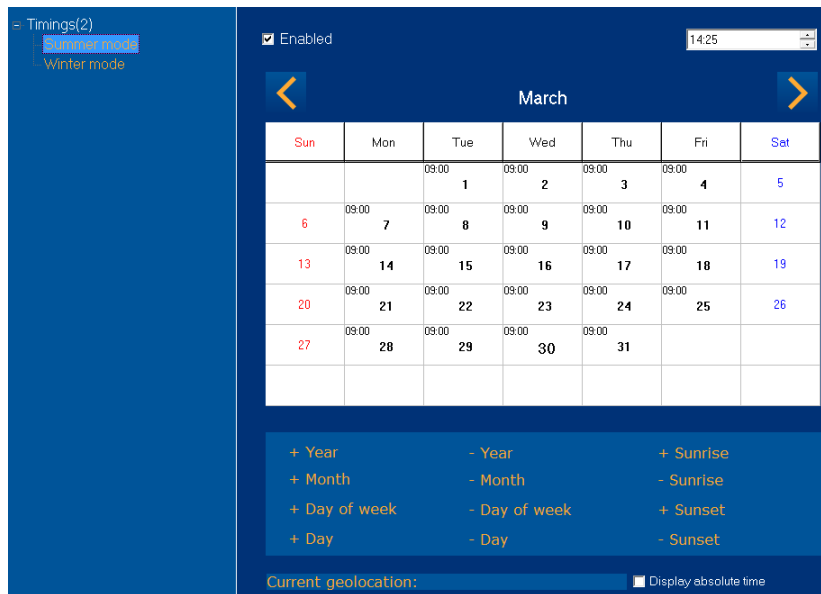 Timings(2)
Summer mode
Winter mode
Enabled
14:25
March
Sun Mon Tue Wed Thu Fri Sat
09:00 09:00 09:00 09:00
1 2 3 4 5
09:00 09:00 09:00 09:00 09:00
6 7 8 9 10 11 12
09:00 09:00 09:00 09:00 09:00
13 14 15 16 17 18 19
09:00 09:00 09:00 09:00 09:00
20 21 22 23 24 25 26
09:00 09:00 09:00 09:00
27 28 29 30 31
+ Year - Year + Sunrise
+ Month - Month - Sunrise
+ Day of week - Day of week + Sunset
+ Day - Day - Sunset
Current geolocation: Display absolute time